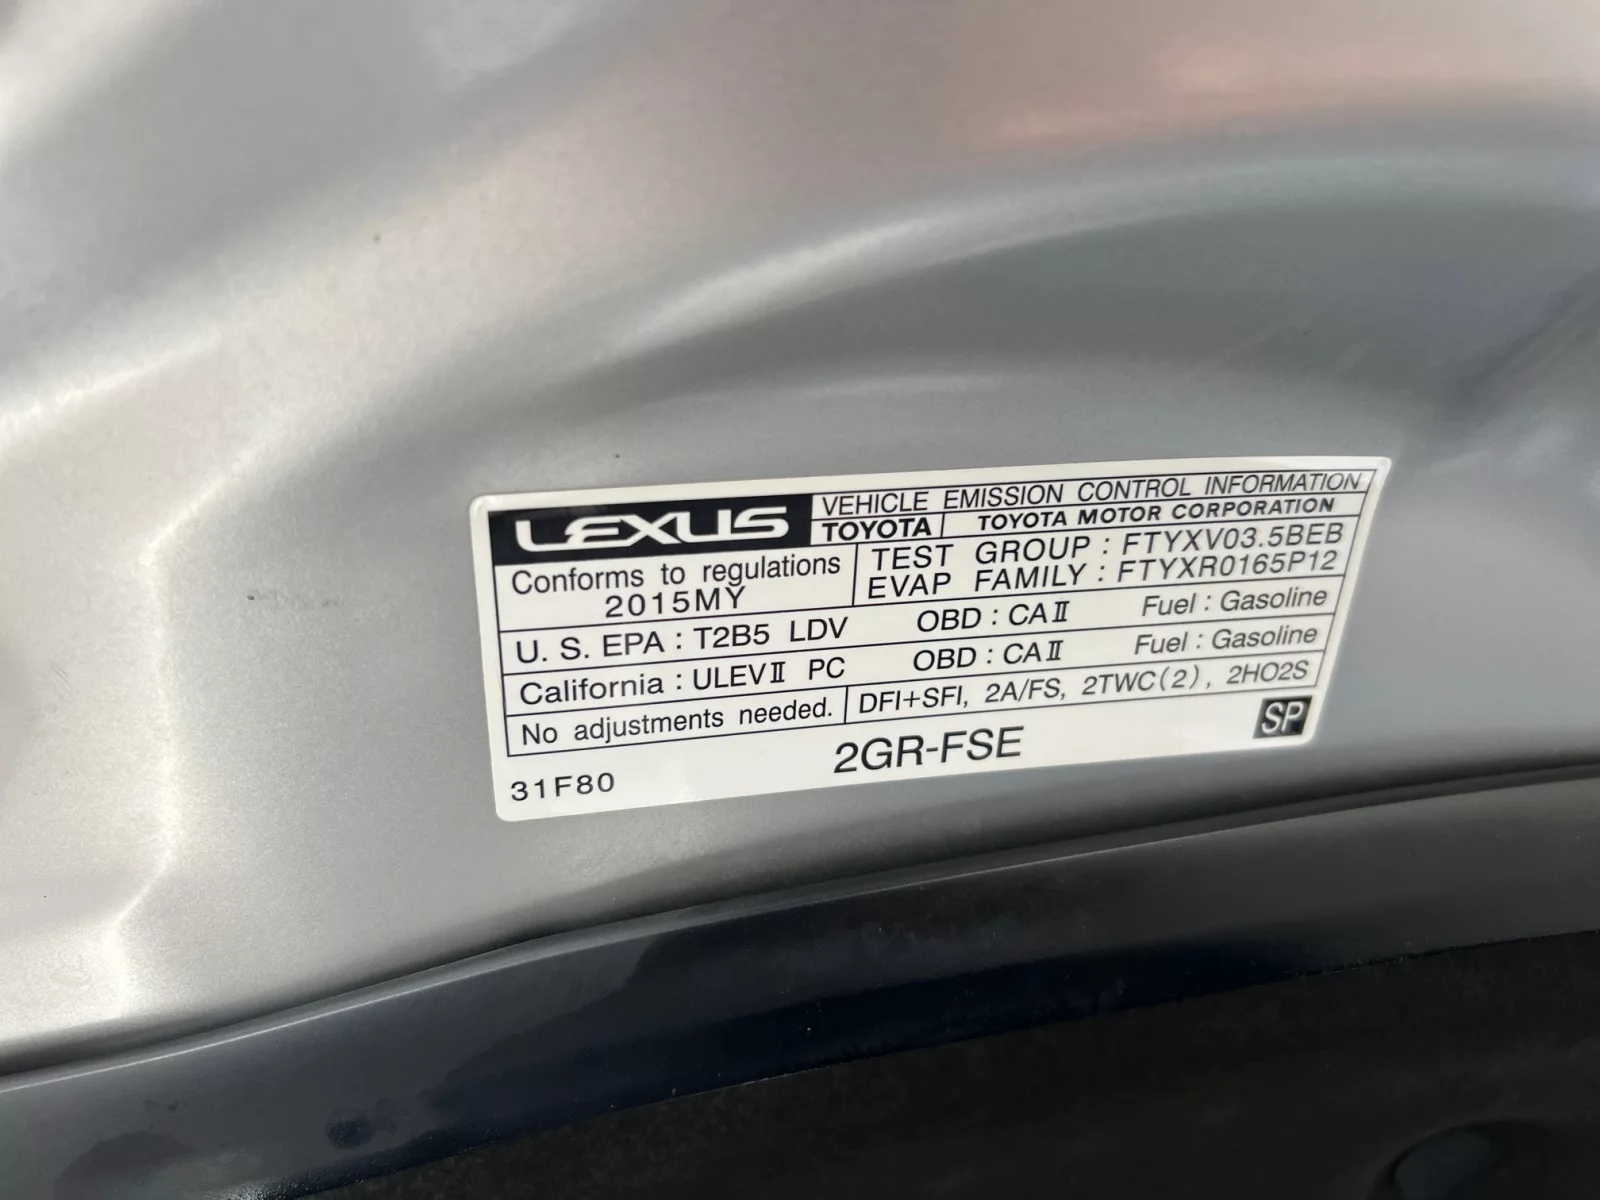 LEXUS VEHICLE EMISSION CONTROL INFORMATION
TOYOTA TOYOTA MOTOR CORPORATION
Conforms to regulations
2015MY
TEST GROUP : FTYXV03.5BEB
EVAP FAMILY : FTYXR0165P12
U. S. EPA : T2B5 LDV OBD : CAⅡ Fuel : Gasoline
California : ULEVⅡ PC OBD : CAⅡ Fuel : Gasoline
No adjustments needed. DFI+SFI, 2A/FS, 2TWC(2), 2HO2S
31F80 2GR-FSE SP